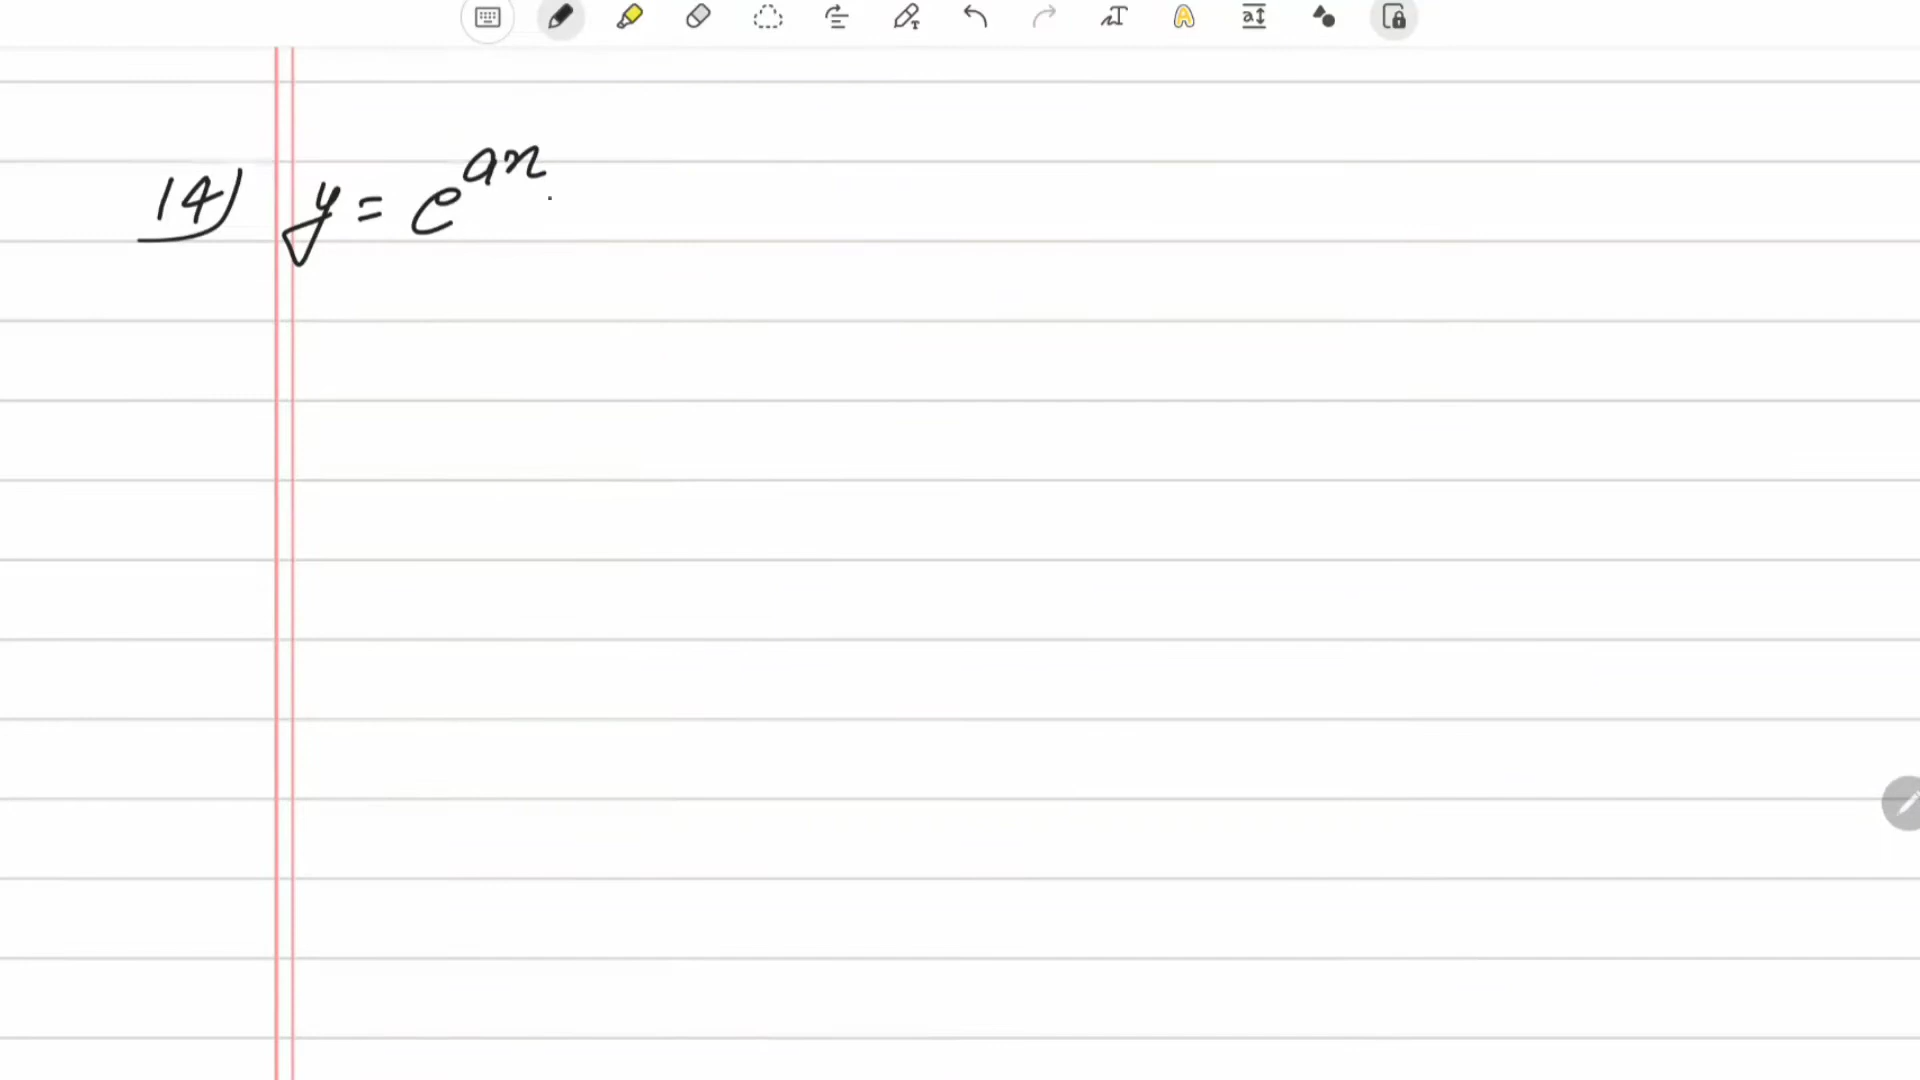 14) y = e^{ax}